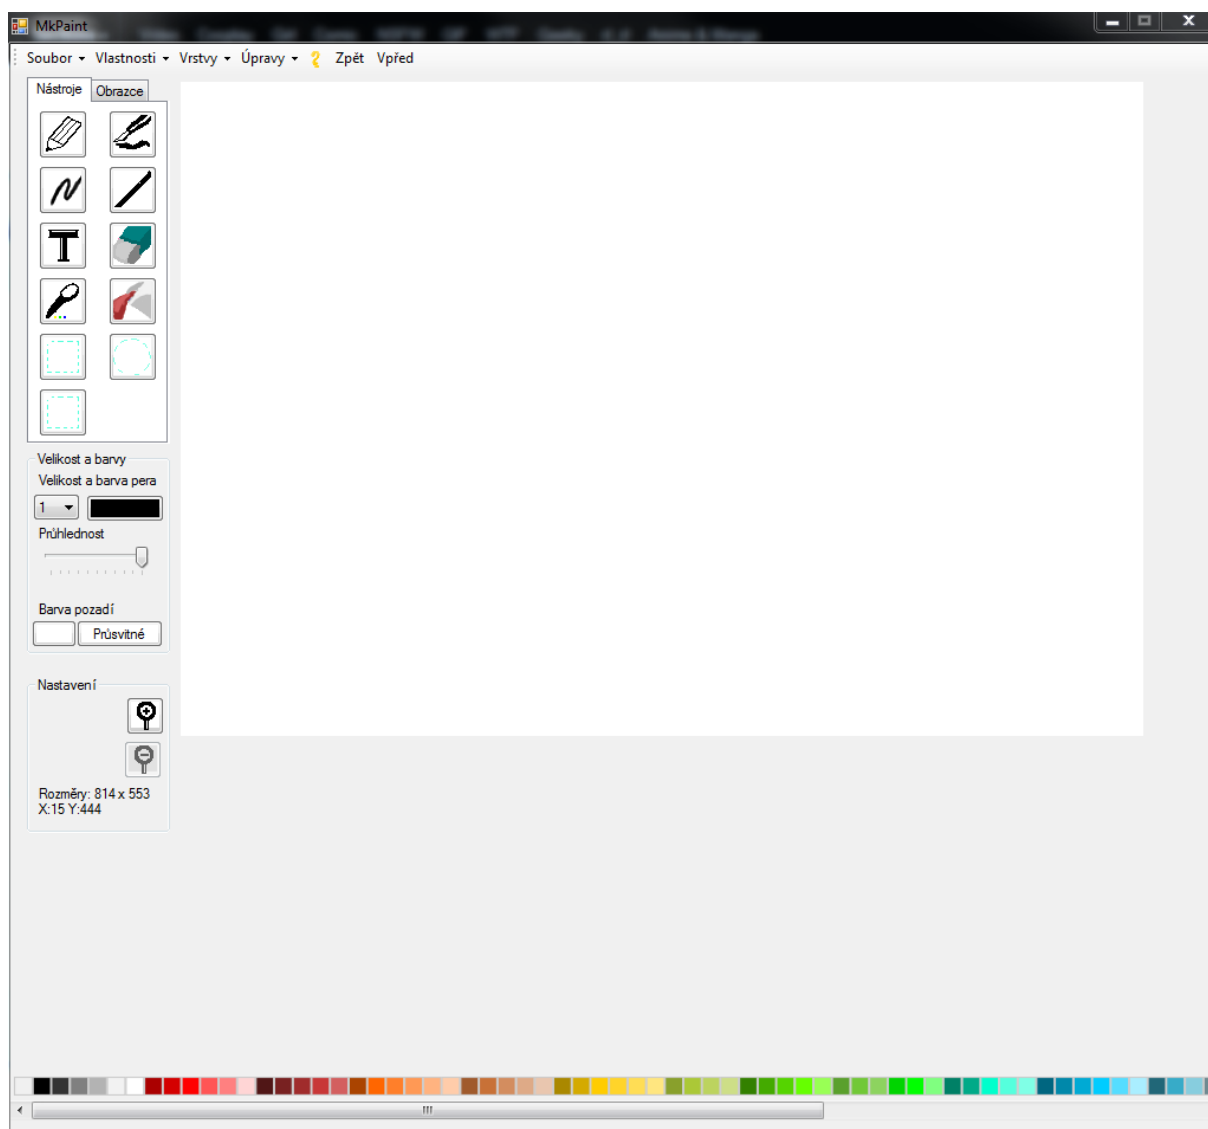 MkPaint
Soubor Vlastnosti Vrstvy Úpravy Zpět Vpřed
Nástroje Obrazce
T
Velikost a barvy
Velikost a barva pera
1
Průhlednost
Barva pozadí
Průsvitné
Nastavení
Rozměry: 814 x 553
X:15 Y:444